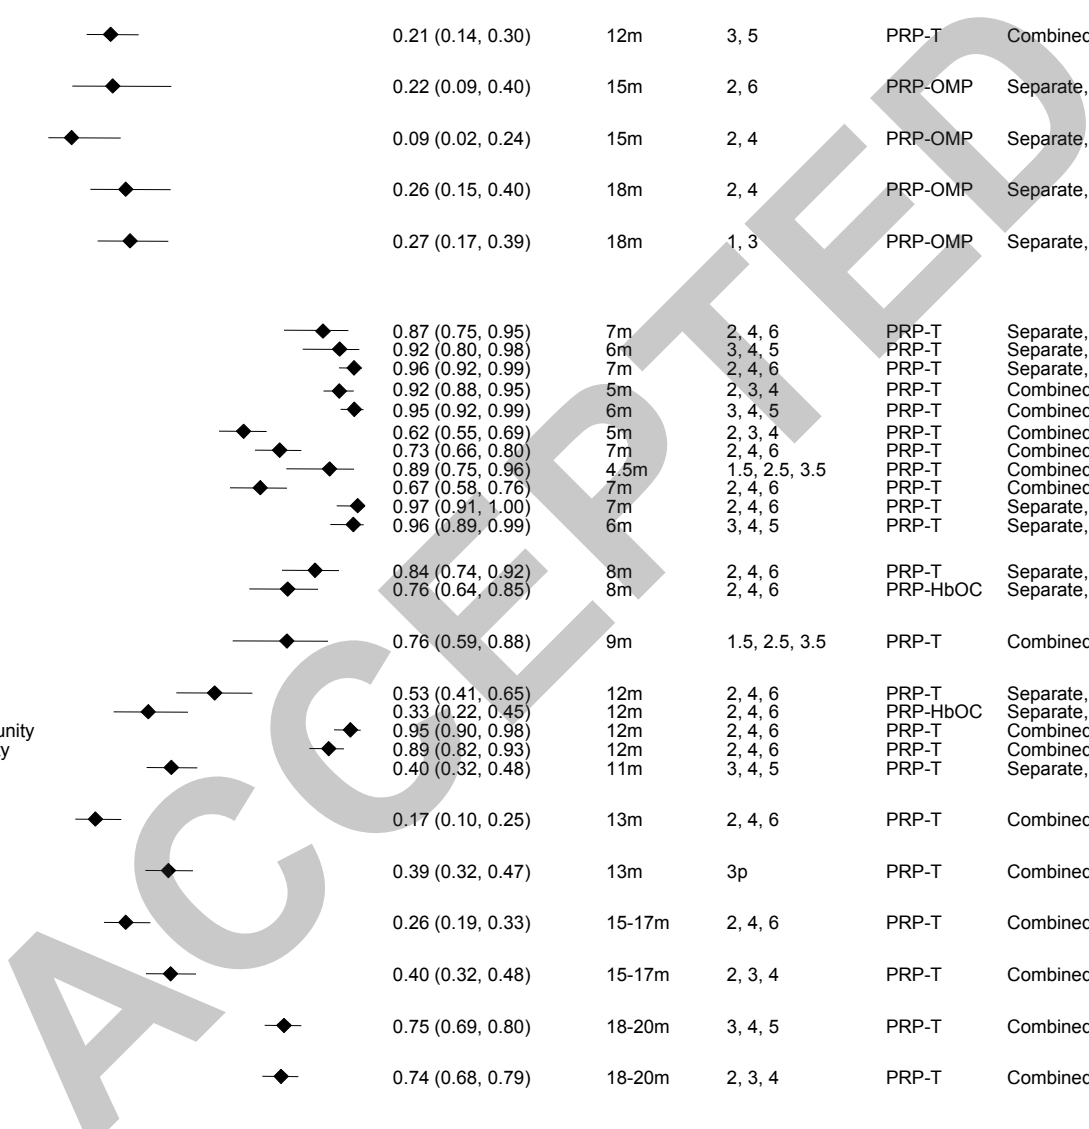 0.21 (0.14, 0.30) 12m 3, 5 PRP-T Combined
0.22 (0.09, 0.40) 15m 2, 6 PRP-OMP Separate,
0.09 (0.02, 0.24) 15m 2, 4 PRP-OMP Separate,
0.26 (0.15, 0.40) 18m 2, 4 PRP-OMP Separate,
0.27 (0.17, 0.39) 18m 1, 3 PRP-OMP Separate,
0.87 (0.75, 0.95) 7m 2, 4, 6 PRP-T Separate,
0.92 (0.80, 0.98) 6m 3, 4, 5 PRP-T Separate,
0.96 (0.92, 0.99) 7m 2, 4, 6 PRP-T Separate,
0.92 (0.88, 0.95) 5m 2, 3, 4 PRP-T Combined
0.95 (0.92, 0.99) 6m 3, 4, 5 PRP-T Combined
0.62 (0.55, 0.69) 5m 2, 3, 4 PRP-T Combined
0.73 (0.66, 0.80) 7m 2, 4, 6 PRP-T Combined
0.89 (0.75, 0.96) 4.5m 1.5, 2.5, 3.5 PRP-T Combined
0.67 (0.58, 0.76) 7m 2, 4, 6 PRP-T Combined
0.97 (0.91, 1.00) 7m 2, 4, 6 PRP-T Separate,
0.96 (0.89, 0.99) 6m 3, 4, 5 PRP-T Separate,
0.84 (0.74, 0.92) 8m 2, 4, 6 PRP-T Separate,
0.76 (0.64, 0.85) 8m 2, 4, 6 PRP-HbOC Separate,
0.76 (0.59, 0.88) 9m 1.5, 2.5, 3.5 PRP-T Combined
0.53 (0.41, 0.65) 12m 2, 4, 6 PRP-T Separate,
0.33 (0.22, 0.45) 12m 2, 4, 6 PRP-HbOC Separate,
unity 0.95 (0.90, 0.98) 12m 2, 4, 6 PRP-T Combined
y 0.89 (0.82, 0.93) 12m 2, 4, 6 PRP-T Combined
0.40 (0.32, 0.48) 11m 3, 4, 5 PRP-T Separate,
0.17 (0.10, 0.25) 13m 2, 4, 6 PRP-T Combined
0.39 (0.32, 0.47) 13m 3p PRP-T Combined
0.26 (0.19, 0.33) 15-17m 2, 4, 6 PRP-T Combined
0.40 (0.32, 0.48) 15-17m 2, 3, 4 PRP-T Combined
0.75 (0.69, 0.80) 18-20m 3, 4, 5 PRP-T Combined
0.74 (0.68, 0.79) 18-20m 2, 3, 4 PRP-T Combined
ACCEPTED